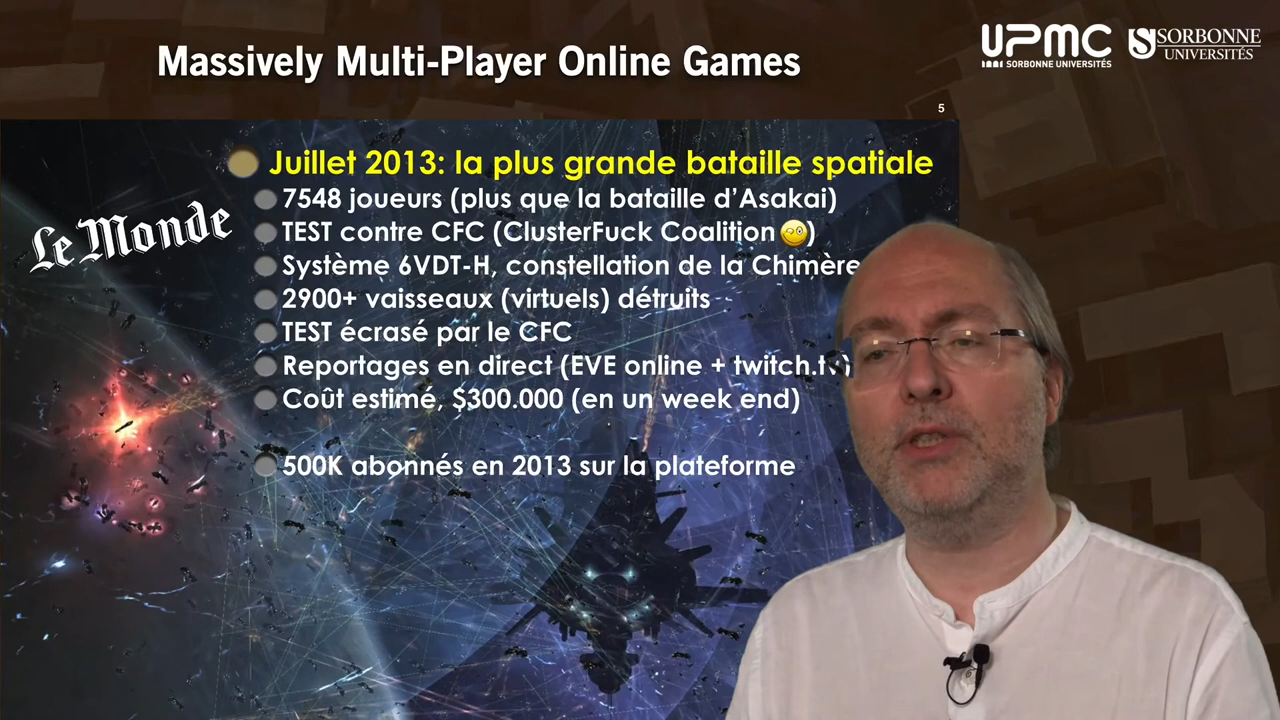 Massively Multi-Player Online Games
UPMC
SORBONNE UNIVERSITÉS
S SORBONNE
UNIVERSITÉS
5
Le Monde
Juillet 2013: la plus grande bataille spatiale
7548 joueurs (plus que la bataille d’Asakai)
TEST contre CFC (ClusterFuck Coalition )
Système 6VDT-H, constellation de la Chimère
2900+ vaisseaux (virtuels) détruits
TEST écrasé par le CFC
Reportages en direct (EVE online + twitch.tv)
Coût estimé, $300.000 (en un week end)
500K abonnés en 2013 sur la plateforme